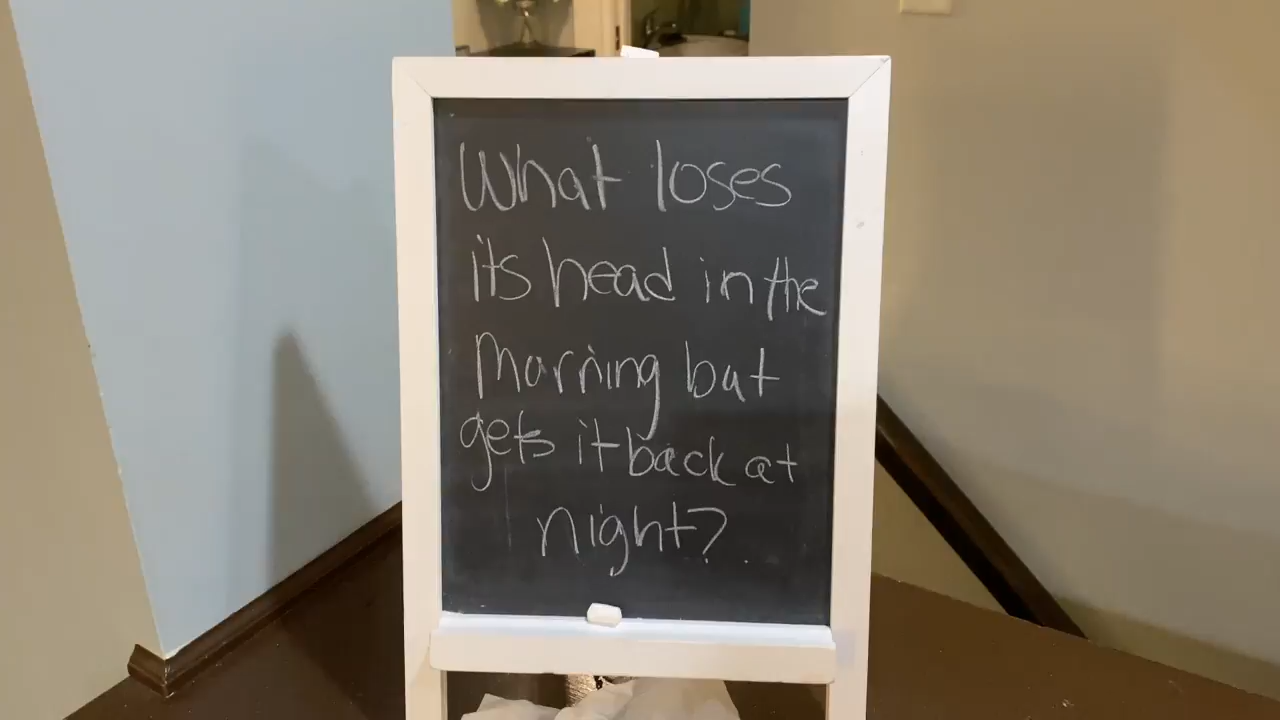 What loses
its head in the
morning but
gets it back at
night?